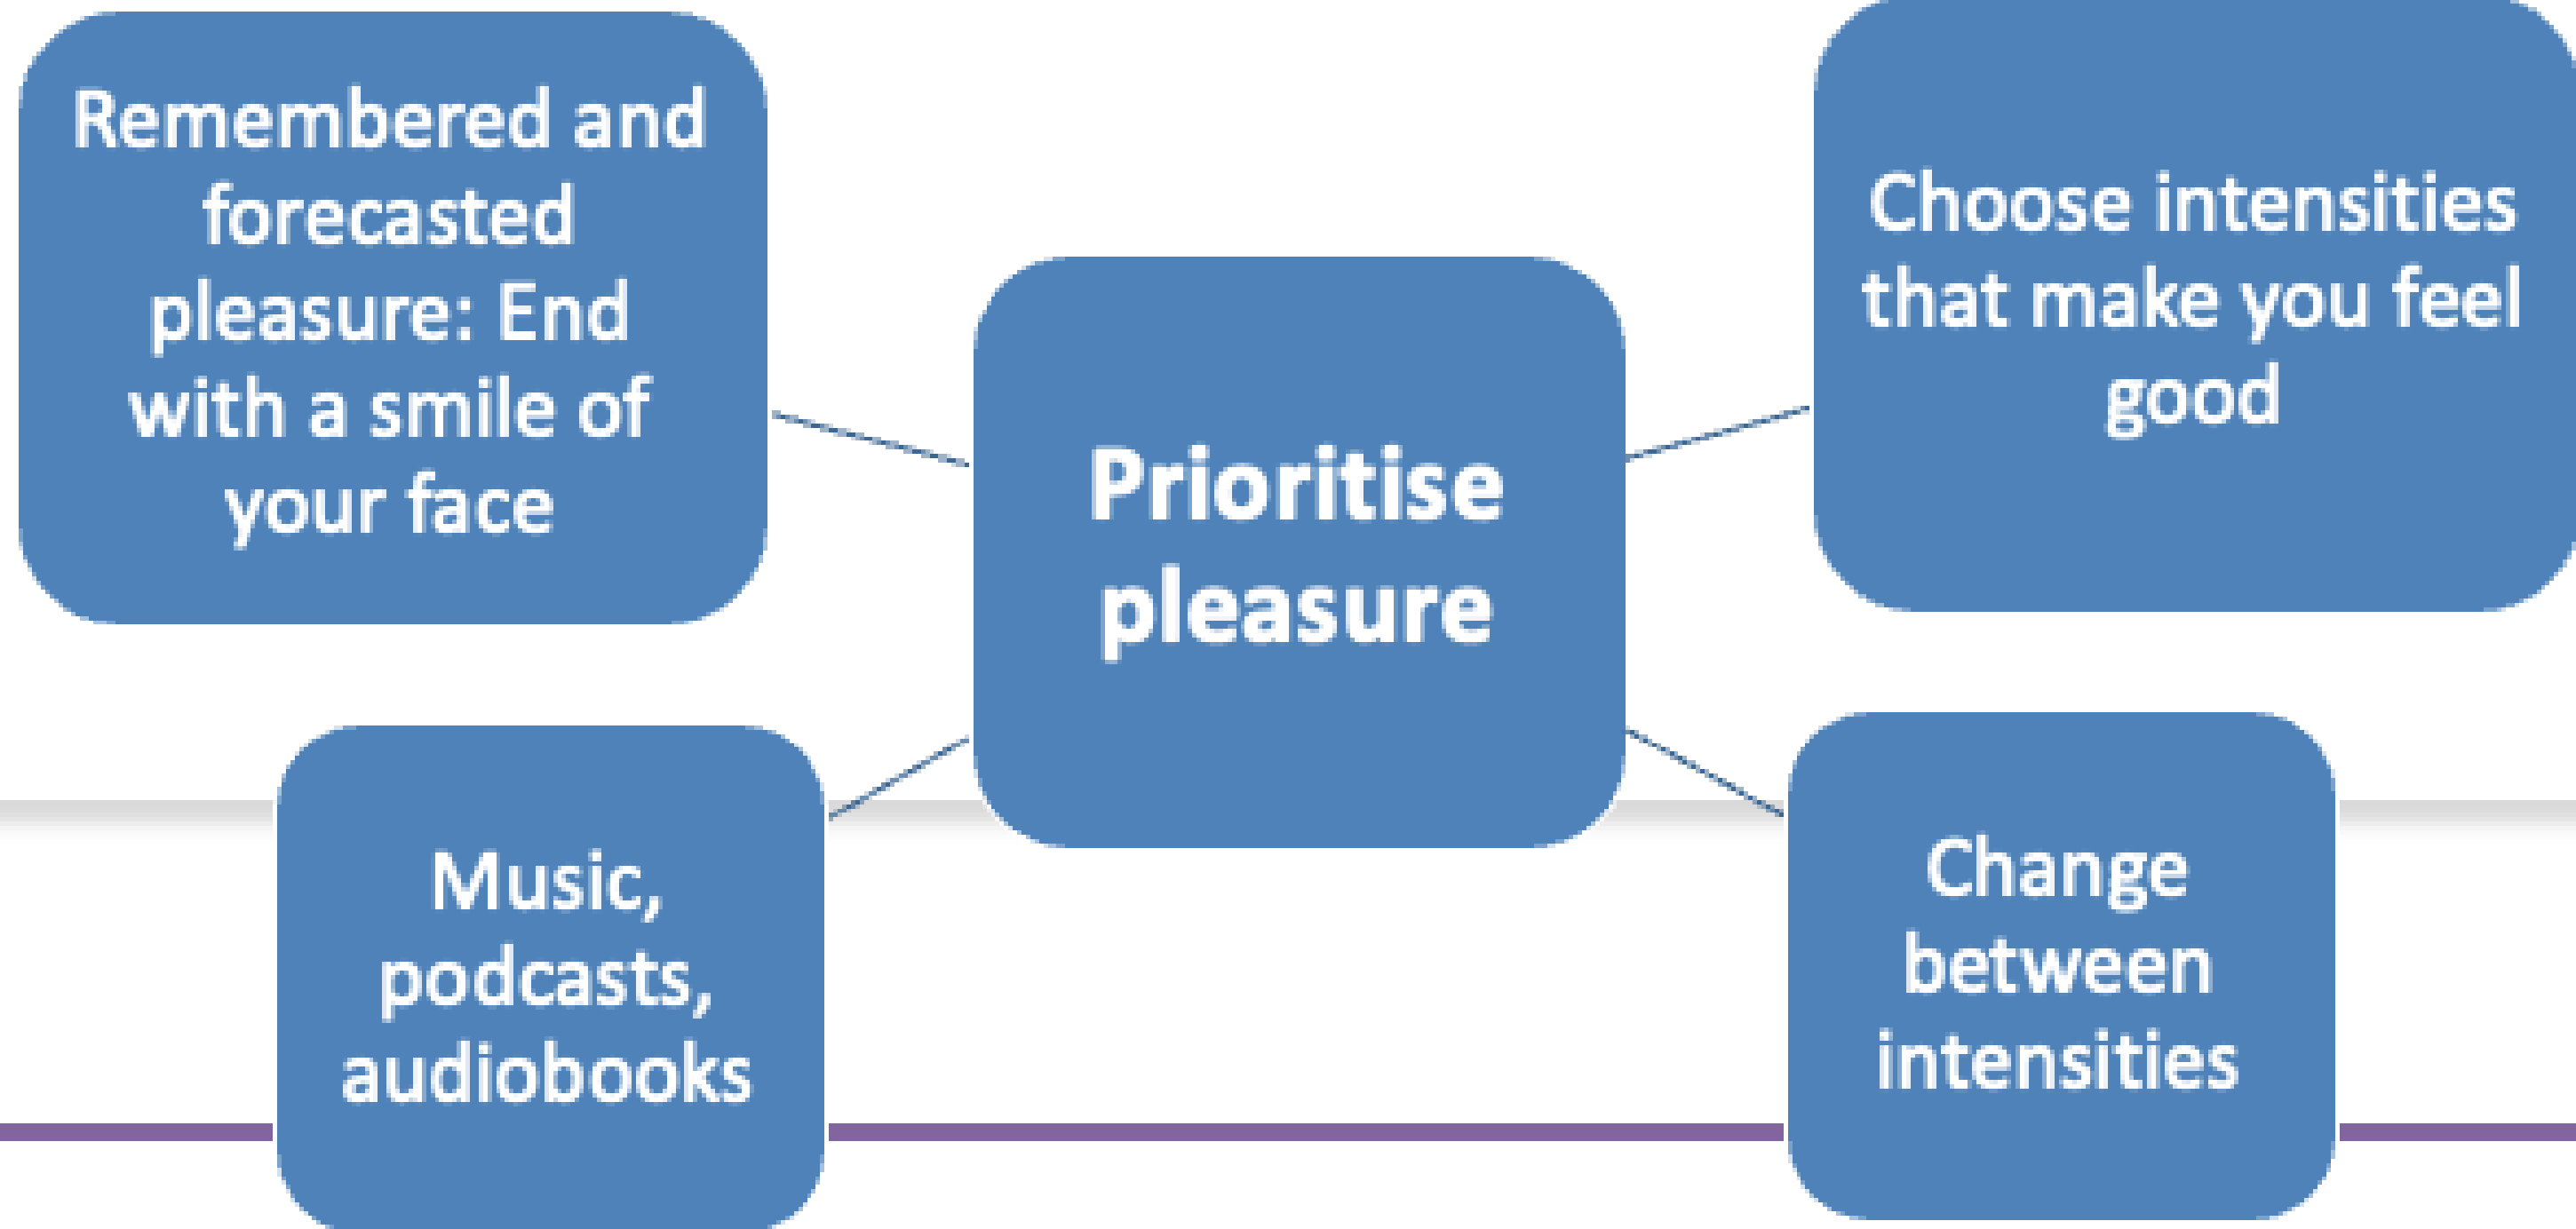 Remembered and
forecasted
pleasure: End
with a smile of
your face
Choose intensities
that make you feel
good
Prioritise
pleasure
Music,
podcasts,
audiobooks
Change
between
intensities